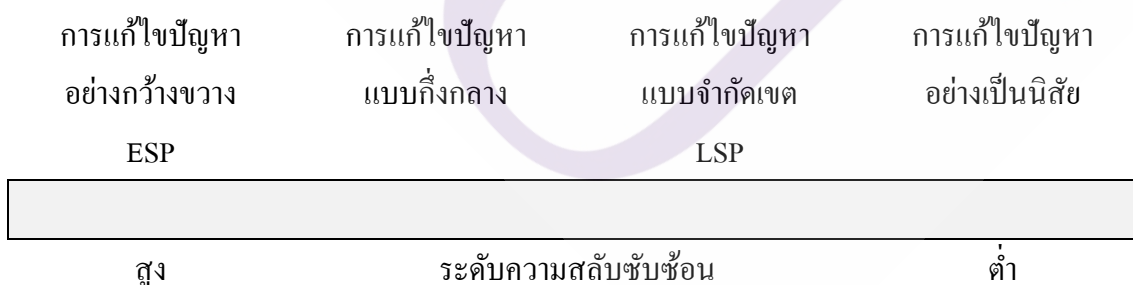 การแก้ไขปัญหา การแก้ไขปัญหา การแก้ไขปัญหา การแก้ไขปัญหา
อย่างกว้างขวาง แบบกึ่งกลาง แบบจำกัดเขต อย่างเป็นนิสัย
ESP LSP
สูง ระดับความสลับซับซ้อน ต่ำ